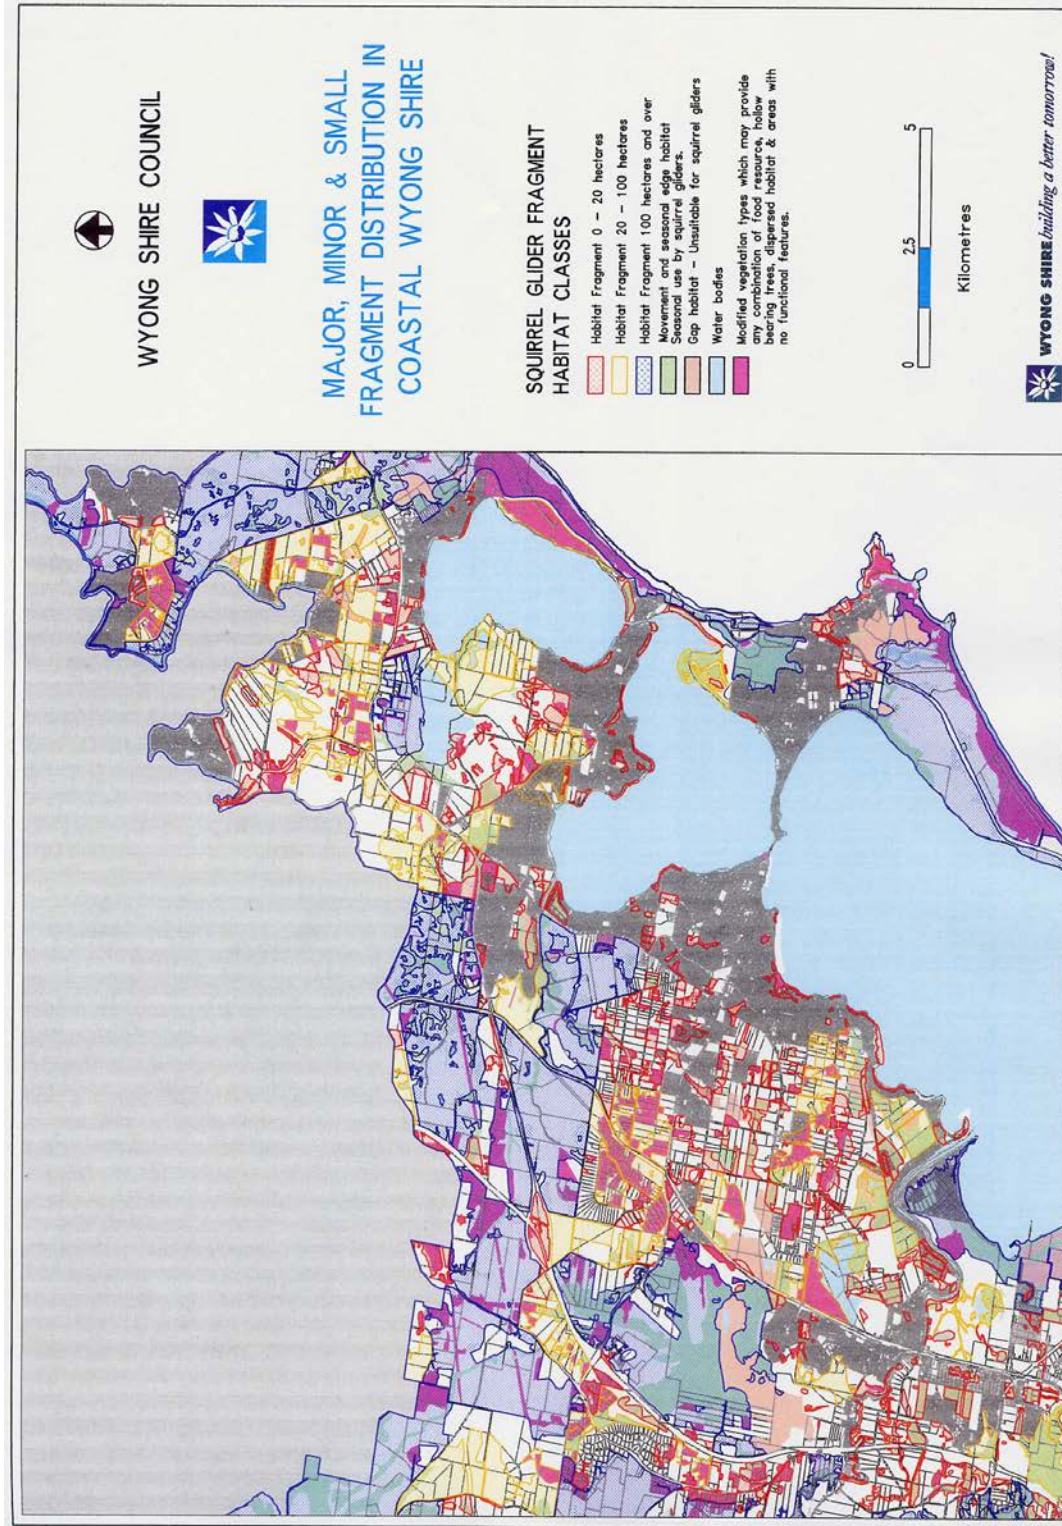 WYONG SHIRE COUNCIL
MAJOR, MINOR & SMALL
FRAGMENT DISTRIBUTION IN
COASTAL WYONG SHIRE
SQUIRREL GLIDER FRAGMENT
HABITAT CLASSES
Habitat Fragment 0 – 20 hectares
Habitat Fragment 20 – 100 hectares
Habitat Fragment 100 hectares and over
Movement and seasonal edge habitat
Seasonal use by squirrel gliders.
Gap habitat – Unsuitable for squirrel gliders
Water bodies
Modified vegetation types which may provide
any combination of food resource, hollow
bearing trees, dispersed habitat & areas with
no functional features.
0 2.5 5
Kilometres
WYONG SHIRE building a better tomorrow!